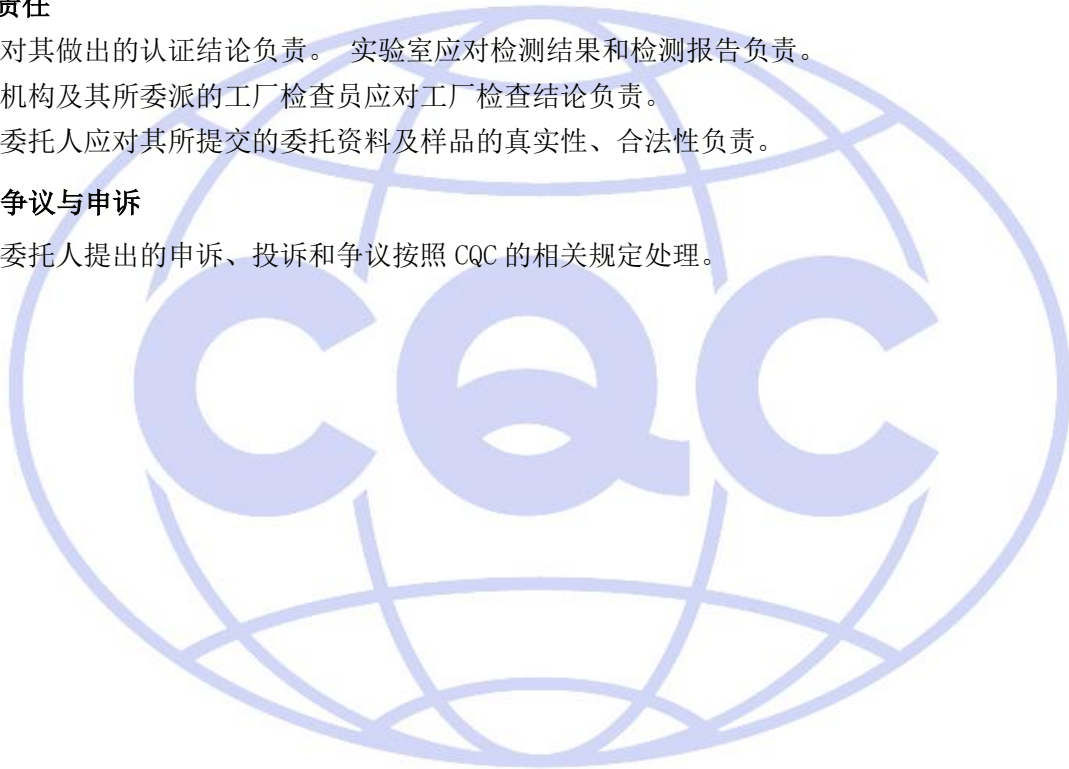 责任
对其做出的认证结论负责。 实验室应对检测结果和检测报告负责。
机构及其所委派的工厂检查员应对工厂检查结论负责。
委托人应对其所提交的委托资料及样品的真实性、合法性负责。
争议与申诉
委托人提出的申诉、投诉和争议按照 CQC 的相关规定处理。
CQC